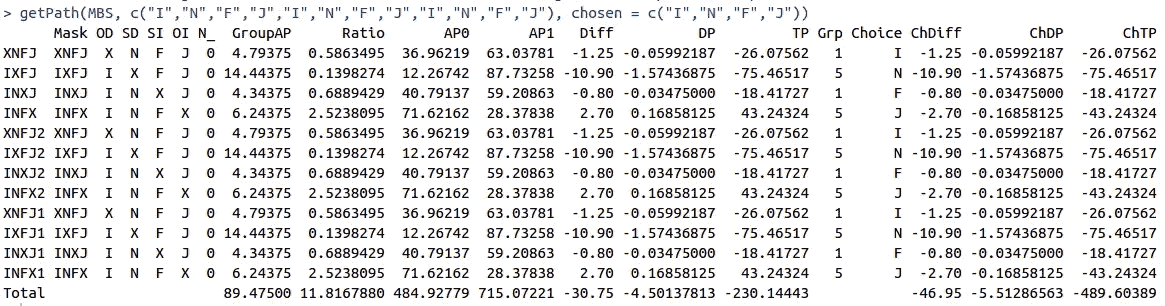 > getPath(MBS, c("I","N","F","J","I","N","F","J","I","N","F","J"), chosen = c("I","N","F","J"))
Mask OD SD SI OI N_ GroupAP Ratio AP0 AP1 Diff DP TP Grp Choice ChDiff ChDP ChTP
XNFJ XNFJ X N F J 0 4.79375 0.5863495 36.96219 63.03781 -1.25 -0.05992187 -26.07562 1 I -1.25 -0.05992187 -26.07562
IXFJ IXFJ I X F J 0 14.44375 0.1398274 12.26742 87.73258 -10.90 -1.57436875 -75.46517 5 N -10.90 -1.57436875 -75.46517
INXJ INXJ I N X J 0 4.34375 0.6889429 40.79137 59.20863 -0.80 -0.03475000 -18.41727 1 F -0.80 -0.03475000 -18.41727
INFX INFX I N F X 0 6.24375 2.5238095 71.62162 28.37838 2.70 0.16858125 43.24324 5 J -2.70 -0.16858125 -43.24324
XNFJ2 XNFJ X N F J 0 4.79375 0.5863495 36.96219 63.03781 -1.25 -0.05992187 -26.07562 1 I -1.25 -0.05992187 -26.07562
IXFJ2 IXFJ I X F J 0 14.44375 0.1398274 12.26742 87.73258 -10.90 -1.57436875 -75.46517 5 N -10.90 -1.57436875 -75.46517
INXJ2 INXJ I N X J 0 4.34375 0.6889429 40.79137 59.20863 -0.80 -0.03475000 -18.41727 1 F -0.80 -0.03475000 -18.41727
INFX2 INFX I N F X 0 6.24375 2.5238095 71.62162 28.37838 2.70 0.16858125 43.24324 5 J -2.70 -0.16858125 -43.24324
XNFJ1 XNFJ X N F J 0 4.79375 0.5863495 36.96219 63.03781 -1.25 -0.05992187 -26.07562 1 I -1.25 -0.05992187 -26.07562
IXFJ1 IXFJ I X F J 0 14.44375 0.1398274 12.26742 87.73258 -10.90 -1.57436875 -75.46517 5 N -10.90 -1.57436875 -75.46517
INXJ1 INXJ I N X J 0 4.34375 0.6889429 40.79137 59.20863 -0.80 -0.03475000 -18.41727 1 F -0.80 -0.03475000 -18.41727
INFX1 INFX I N F X 0 6.24375 2.5238095 71.62162 28.37838 2.70 0.16858125 43.24324 5 J -2.70 -0.16858125 -43.24324
Total 89.47500 11.8167880 484.92779 715.07221 -30.75 -4.50137813 -230.14443 -46.95 -5.51286563 -489.60389